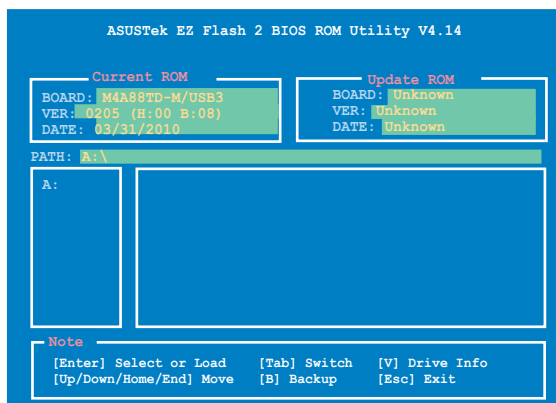 ASUSTek EZ Flash 2 BIOS ROM Utility V4.14
Current ROM
BOARD: M4A88TD-M/USB3
VER: 0205 (H:00 B:08)
DATE: 03/31/2010
Update ROM
BOARD: Unknown
VER: Unknown
DATE: Unknown
PATH: A:\
A:
Note
[Enter] Select or Load [Tab] Switch [V] Drive Info
[Up/Down/Home/End] Move [B] Backup [Esc] Exit